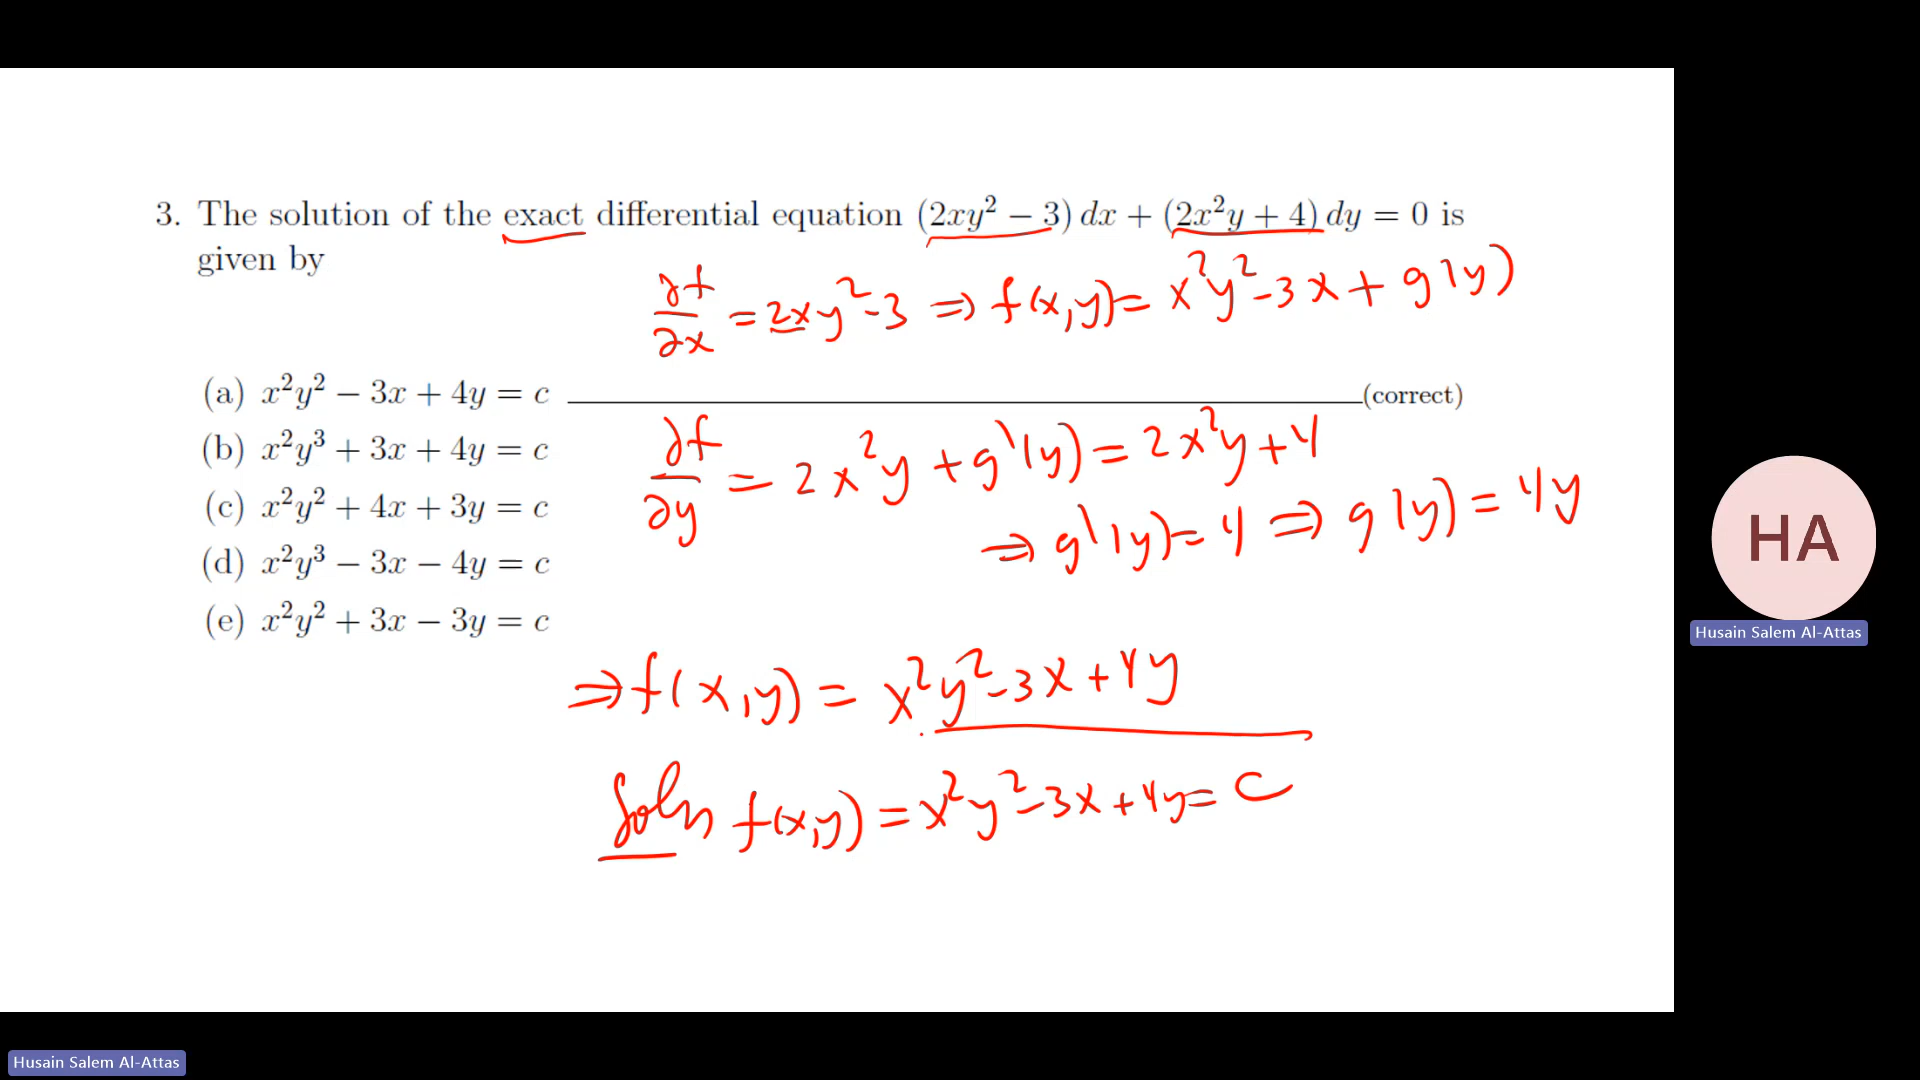 3. The solution of the exact differential equation (2xy² − 3) dx + (2x²y + 4) dy = 0 is
given by
∂f/∂x = 2xy² - 3 ⇒ f(x,y) = x²y² - 3x + g(y)
(a) x²y² − 3x + 4y = c (correct)
(b) x²y³ + 3x + 4y = c
(c) x²y² + 4x + 3y = c
(d) x²y³ − 3x − 4y = c
(e) x²y² + 3x − 3y = c
∂f/∂y = 2x²y + g'(y) = 2x²y + 4
⇒ g'(y) = 4 ⇒ g(y) = 4y
⇒ f(x,y) = x²y² - 3x + 4y
Soln f(x,y) = x²y² - 3x + 4y = c
HA
Husain Salem Al-Attas
Husain Salem Al-Attas